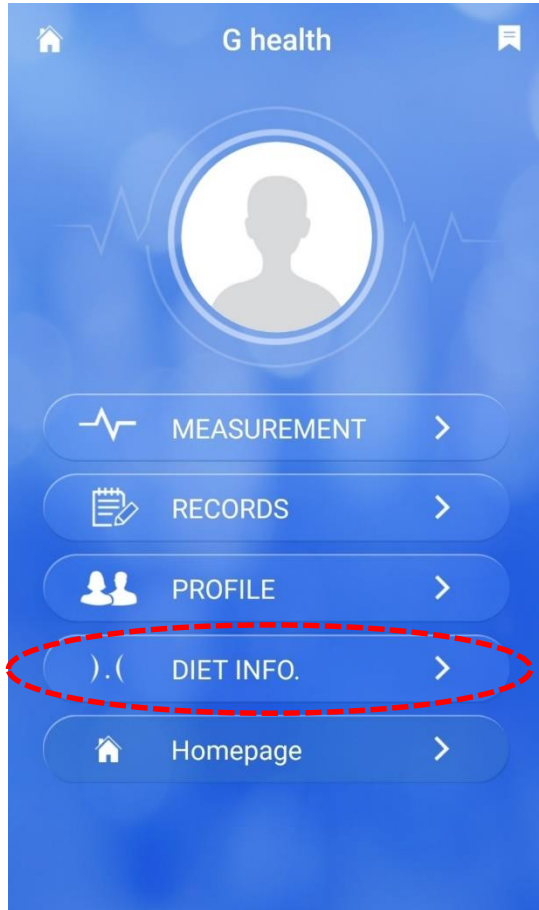 G health
MEASUREMENT
RECORDS
PROFILE
DIET INFO.
Homepage